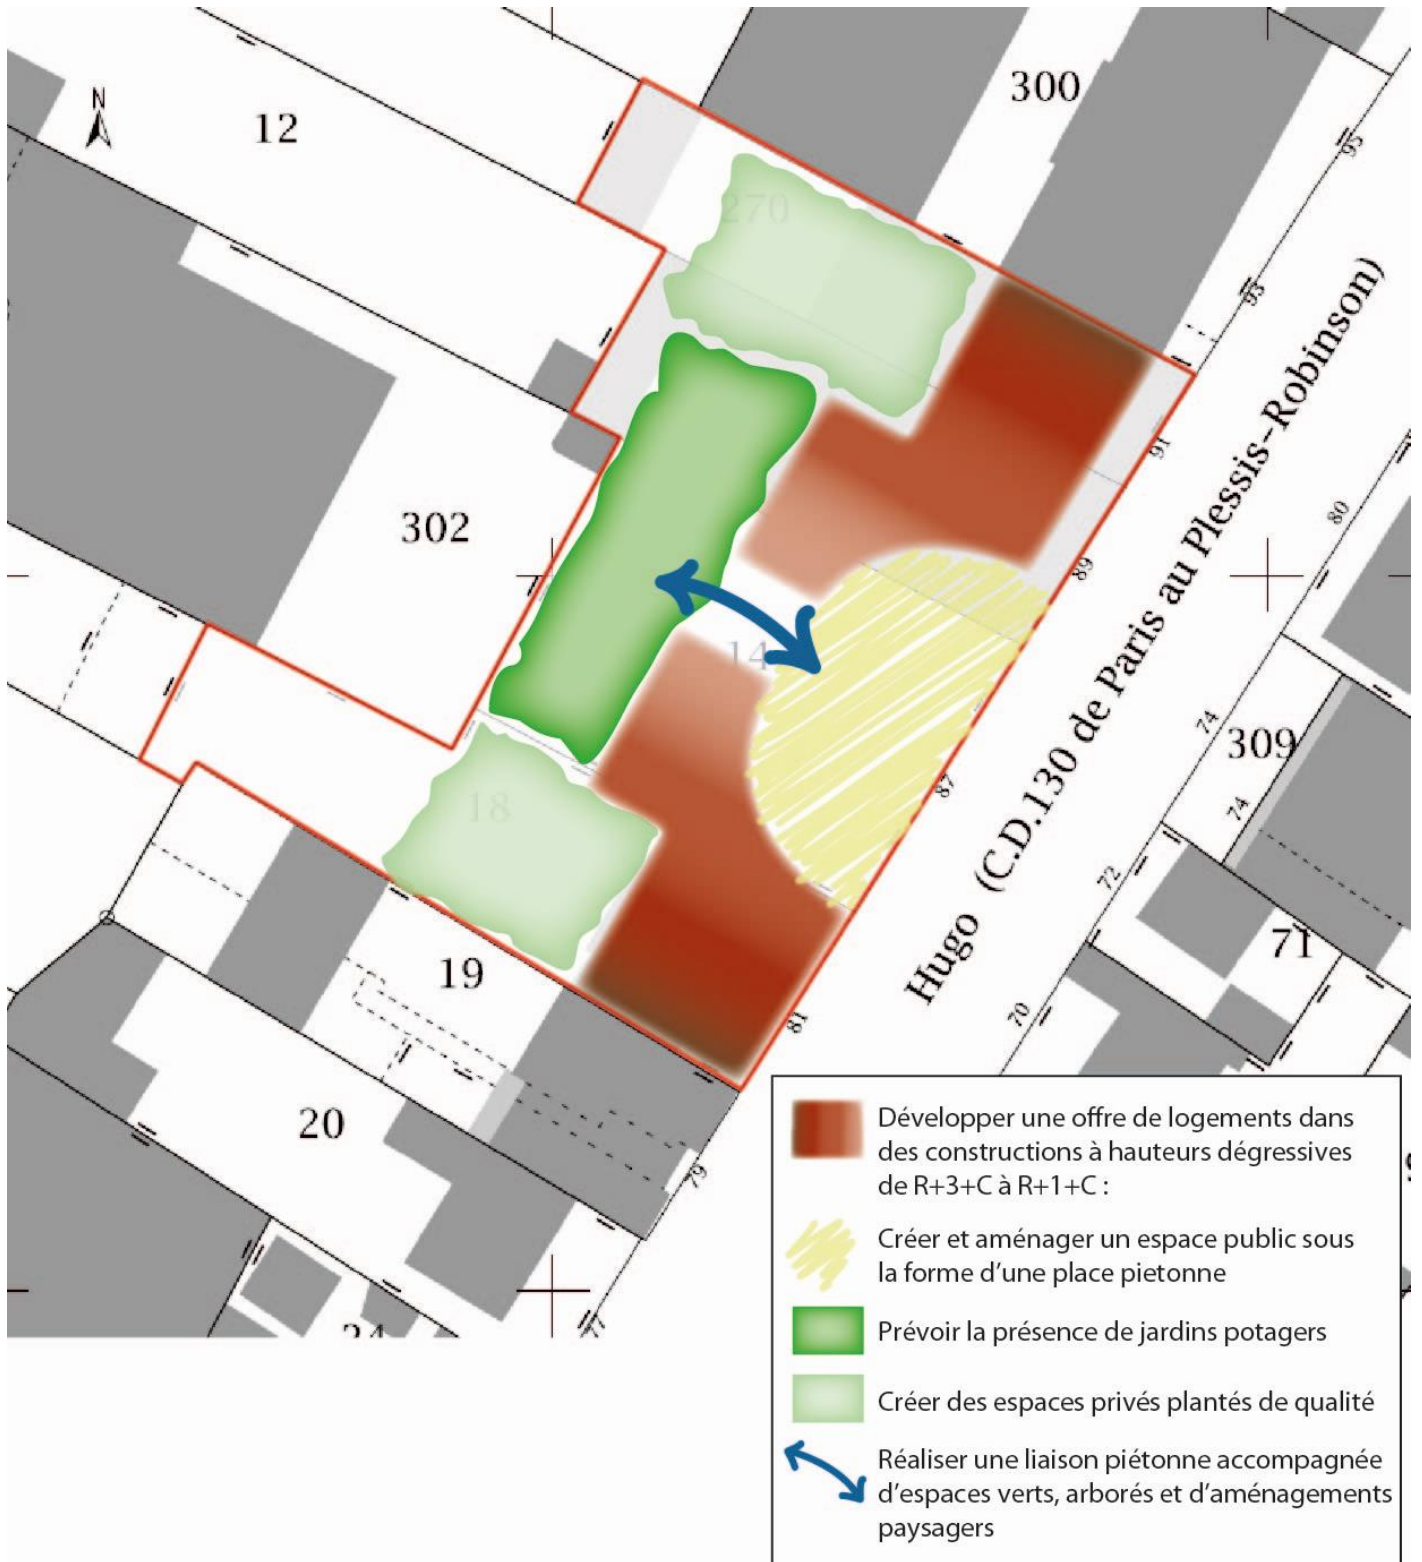 300
95
N
12
270
93
Hugo (C.D.130 de Paris au Plessis-Robinson)
91
80
302
89
14
74
309
87
74
18
72
71
19
81
70
20
79
77
Développer une offre de logements dans
des constructions à hauteurs dégressives
de R+3+C à R+1+C :
Créer et aménager un espace public sous
la forme d'une place pietonne
Prévoir la présence de jardins potagers
Créer des espaces privés plantés de qualité
Réaliser une liaison piétonne accompagnée
d'espaces verts, arborés et d'aménagements
paysagers